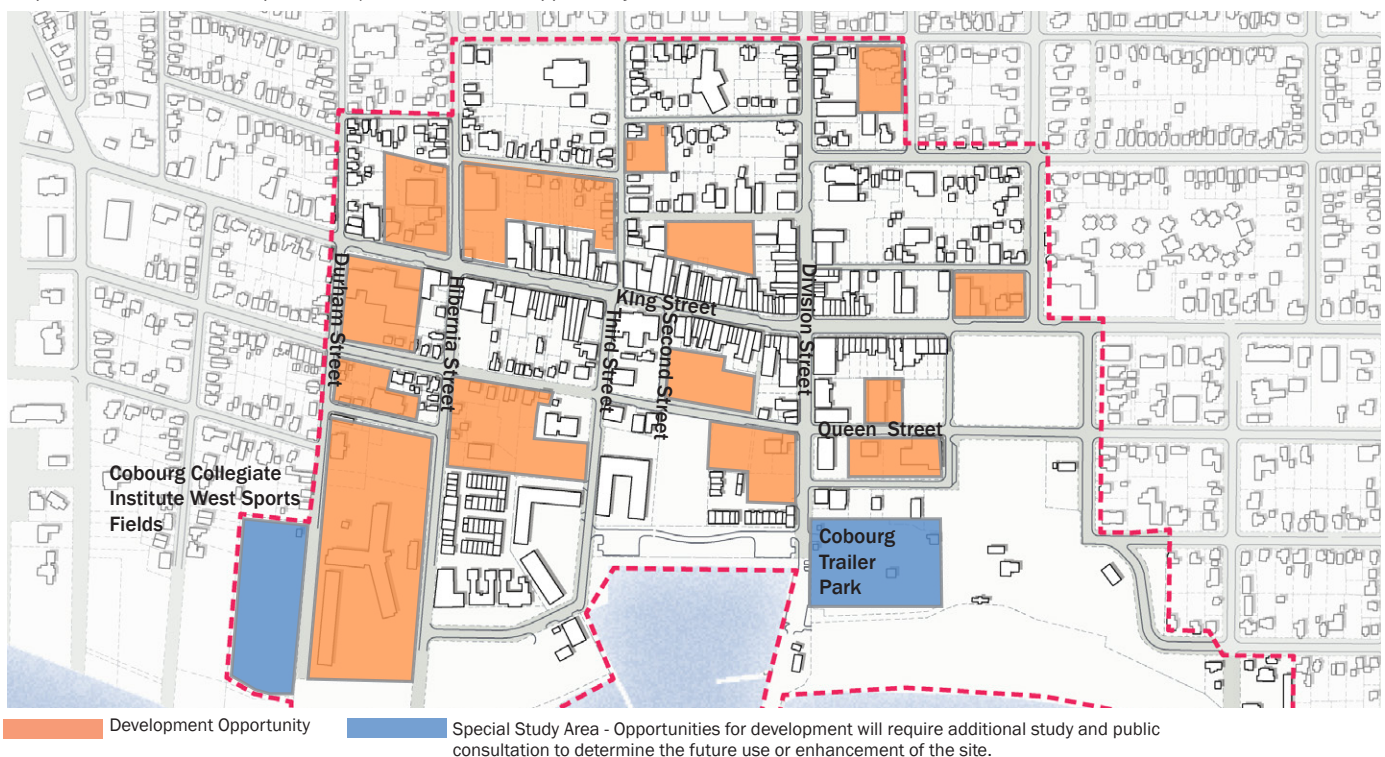 Durham Street
Hibernia Street
King Street
Third Street
Second Street
Division Street
Queen Street
Cobourg Collegiate
Institute West Sports
Fields
Cobourg
Trailer
Park
Development Opportunity
Special Study Area - Opportunities for development will require additional study and public
consultation to determine the future use or enhancement of the site.